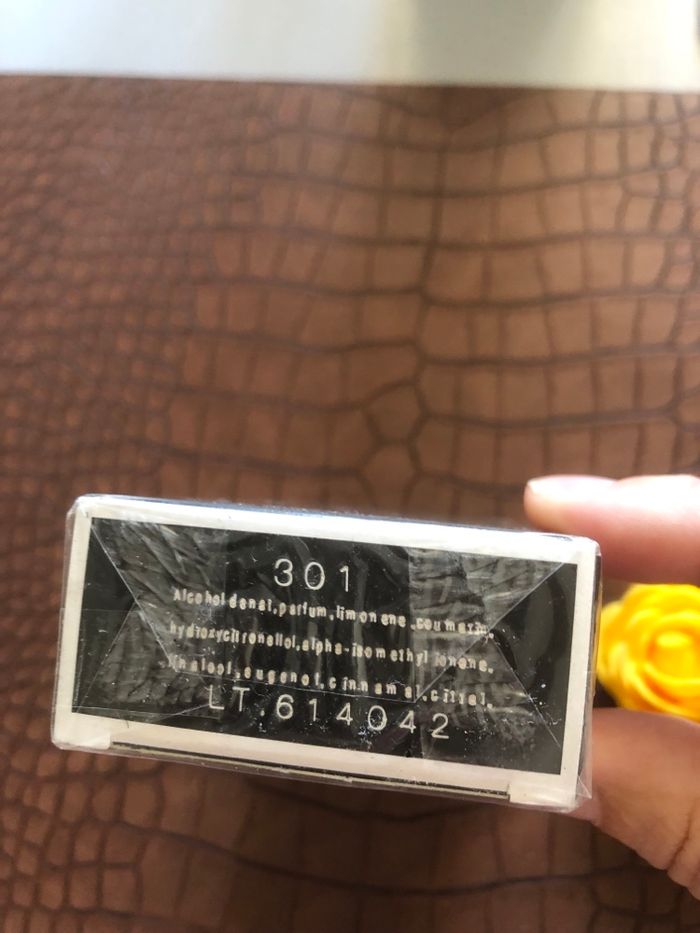 301
Alcohol denat,parfum,limonene,coumarin,
hydroxycitronellol,alpha-isomethyl ionone,
linalool,eugenol,cinnamal,citral.
LT.614042